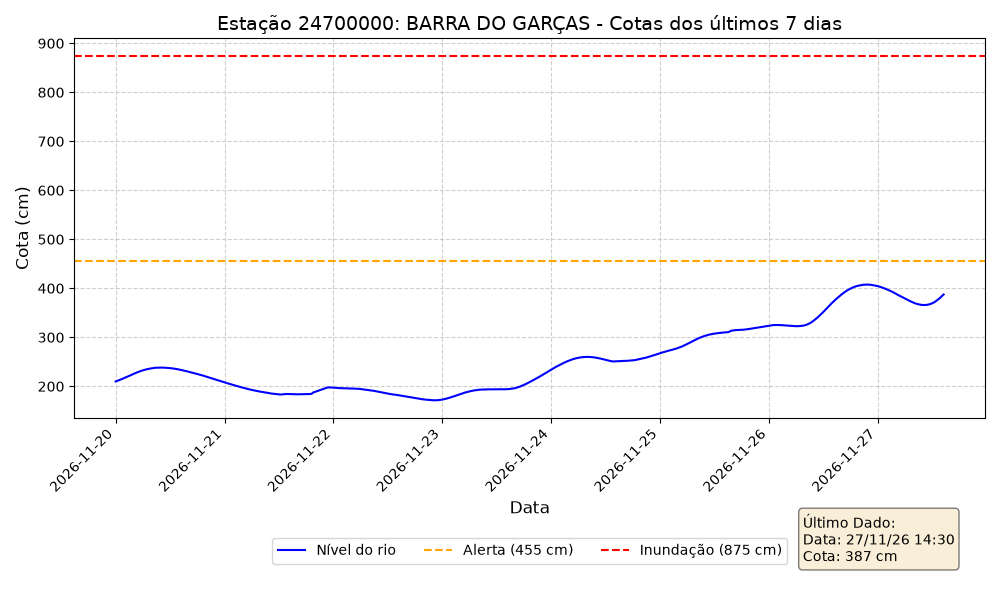 Estação 24700000: BARRA DO GARÇAS - Cotas dos últimos 7 dias
Cota (cm)
900
800
700
600
500
400
300
200
2026-11-20
2026-11-21
2026-11-22
2026-11-23
2026-11-24
2026-11-25
2026-11-26
2026-11-27
Data
Nível do rio
Alerta (455 cm)
Inundação (875 cm)
Último Dado:
Data: 27/11/26 14:30
Cota: 387 cm